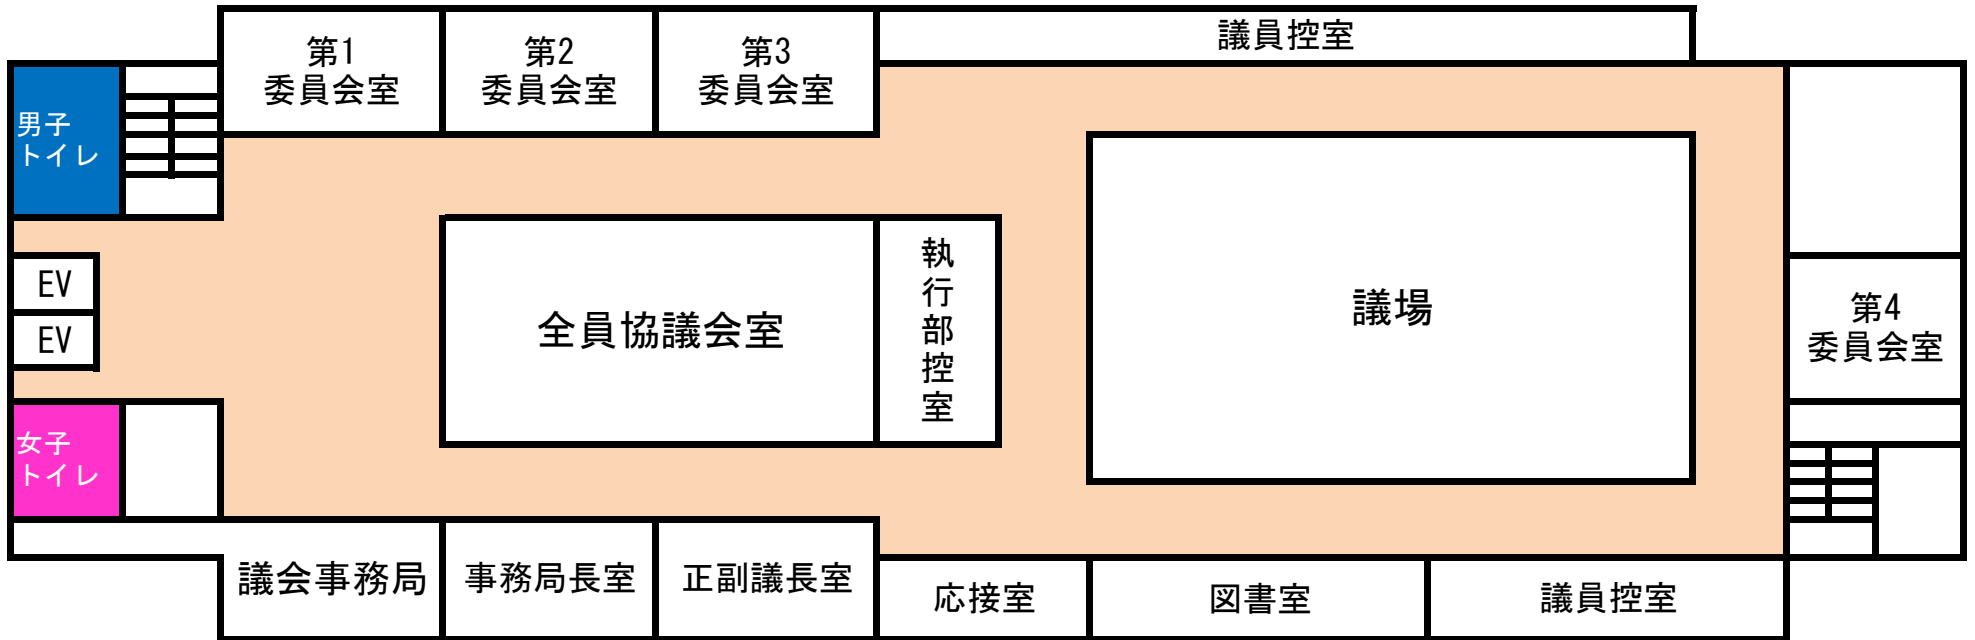 第1
委員会室
第2
委員会室
第3
委員会室
議員控室
男子
トイレ
EV
EV
全員協議会室
執行部控室
議場
第4
委員会室
女子
トイレ
議会事務局
事務局長室
正副議長室
応接室
図書室
議員控室